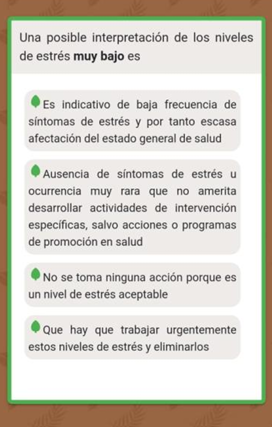 Una posible interpretación de los niveles
de estrés muy bajo es
Es indicativo de baja frecuencia de
síntomas de estrés y por tanto escasa
afectación del estado general de salud
Ausencia de síntomas de estrés u
ocurrencia muy rara que no amerita
desarrollar actividades de intervención
específicas, salvo acciones o programas
de promoción en salud
No se toma ninguna acción porque es
un nivel de estrés aceptable
Que hay que trabajar urgentemente
estos niveles de estrés y eliminarlos